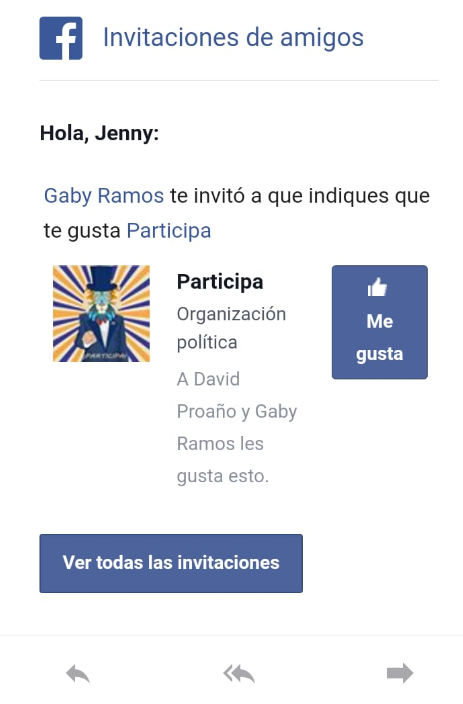 Invitaciones de amigos
Hola, Jenny:
Gaby Ramos te invitó a que indiques que
te gusta Participa
PARTICIPA!
Participa
Organización
política
A David
Proaño y Gaby
Ramos les
gusta esto.
Me
gusta
Ver todas las invitaciones